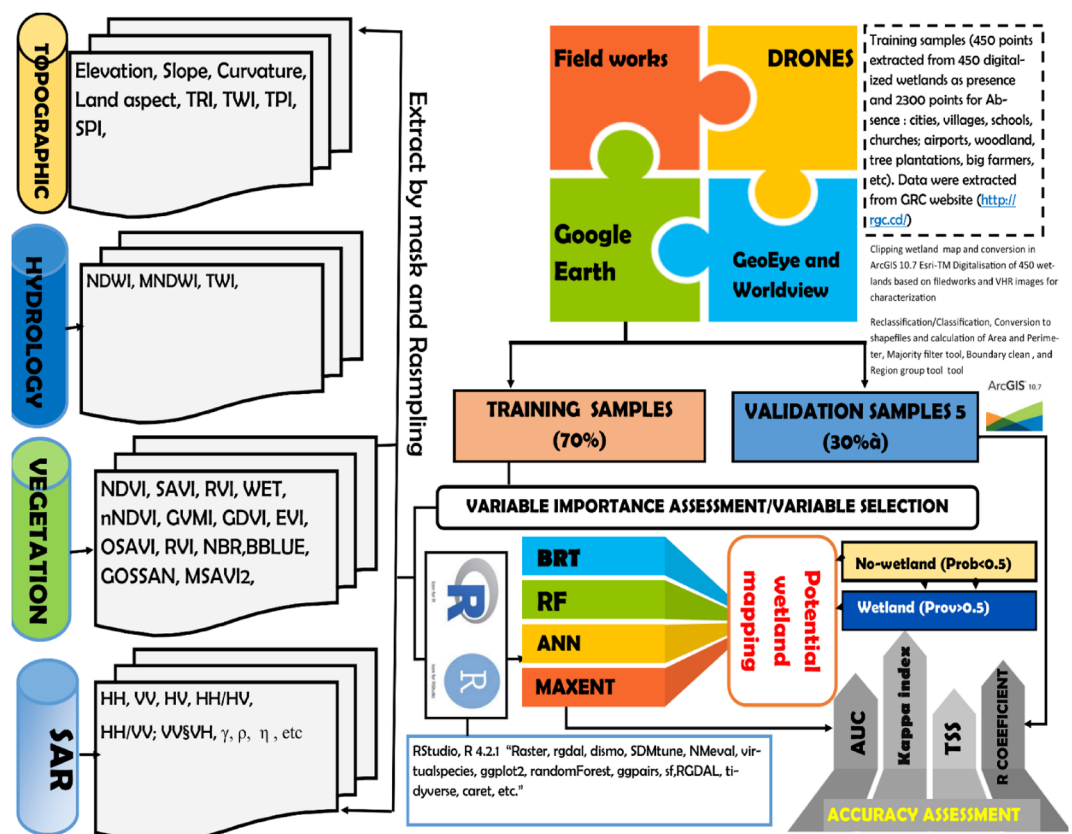 TOPOGRAPHIC
Elevation, Slope, Curvature,
Land aspect, TRI, TWI, TPI,
SPI,
HYDROLOGY
NDWI, MNDWI, TWI,
VEGETATION
NDVI, SAVI, RVI, WET,
nNDVI, GVMI, GDVI, EVI,
OSAVI, RVI, NBR,BBLUE,
GOSSAN, MSAVI2,
SAR
HH, VV, HV, HH/HV,
HH/VV; VV§VH, γ, ρ, η , etc
Extract by mask and Rasmpling
Field works
DRONES
Google
Earth
GeoEye and
Worldview
Training samples (450 points
extracted from 450 digital-
ized wetlands as presence
and 2300 points for Ab-
sence : cities, villages, schools,
churches; airports, woodland,
tree plantations, big farmers,
etc). Data were extracted
from GRC website (http://
rgc.cd/)
Clipping wetland map and conversion in
ArcGIS 10.7 Esri-TM Digitalisation of 450 wet-
lands based on filedworks and VHR images for
characterization
Reclassification/Classification, Conversion to
shapefiles and calculation of Area and Perime-
ter, Majority filter tool, Boundary clean , and
Region group tool tool
ArcGIS 10.7
TRAINING SAMPLES
(70%)
VALIDATION SAMPLES 5
(30%à)
VARIABLE IMPORTANCE ASSESSMENT/VARIABLE SELECTION
R
R
BRT
RF
ANN
MAXENT
Potential
wetland
mapping
No-wetland (Prob<0.5)
Wetland (Prov>0.5)
RStudio, R 4.2.1 “Raster, rgdal, dismo, SDMtune, NMeval, vir-
tualspecies, ggplot2, randomForest, ggpairs, sf,RGDAL, ti-
dyverse, caret, etc.”
AUC
Kappa index
TSS
R COEEFICIENT
ACCURACY ASSESSMENT